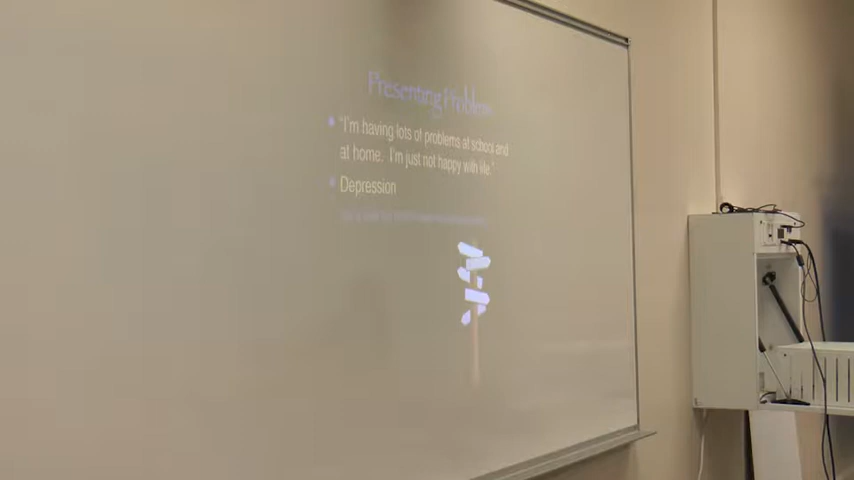 Presenting Problem
• "I'm having lots of problems at school and
at home. I'm just not happy with life."
• Depression